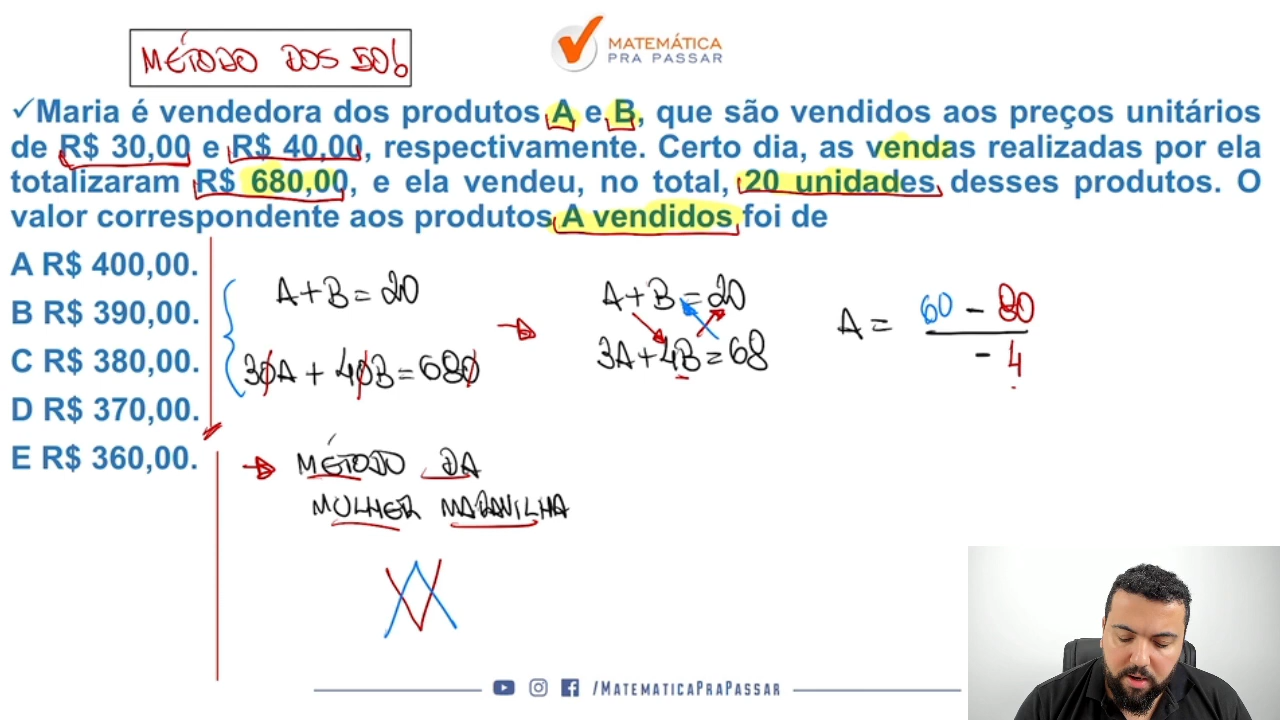 MÉTODO DOS 50%
MATEMÁTICA
PRA PASSAR
✓Maria é vendedora dos produtos A e B, que são vendidos aos preços unitários
de R$ 30,00 e R$ 40,00, respectivamente. Certo dia, as vendas realizadas por ela
totalizaram R$ 680,00, e ela vendeu, no total, 20 unidades desses produtos. O
valor correspondente aos produtos A vendidos foi de
A R$ 400,00.
B R$ 390,00.
C R$ 380,00.
D R$ 370,00.
E R$ 360,00.
A+B=20
30A + 40B=680
A+B=20
3A+4B=68
A = 60 - 80
- 4
MÉTODO DA
MULHER MARAVILHA
/MATEMATICAPRAPASSAR